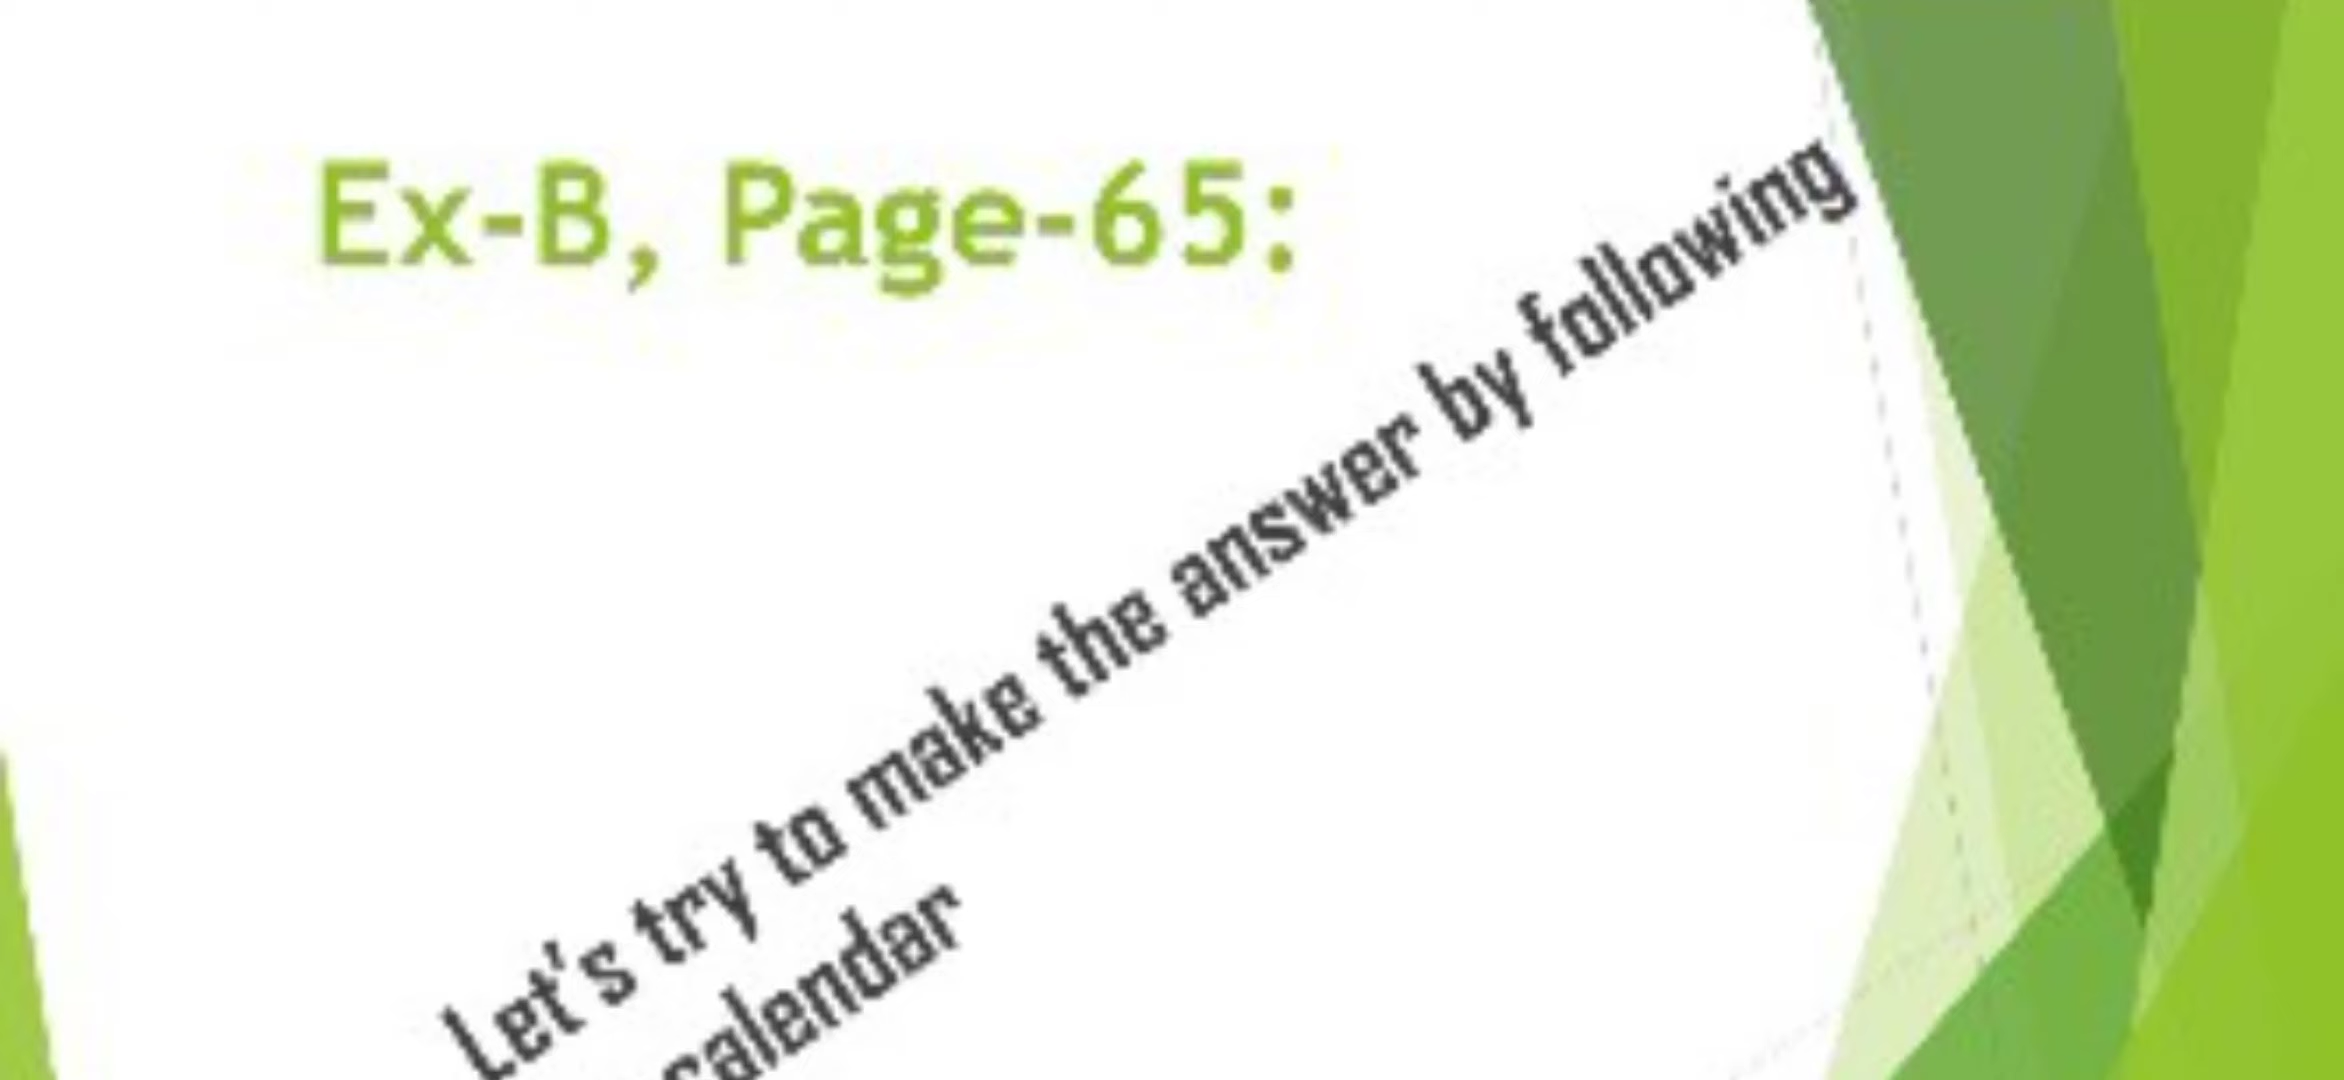 Ex-B, Page-65:
Let's try to make the answer by following
calendar